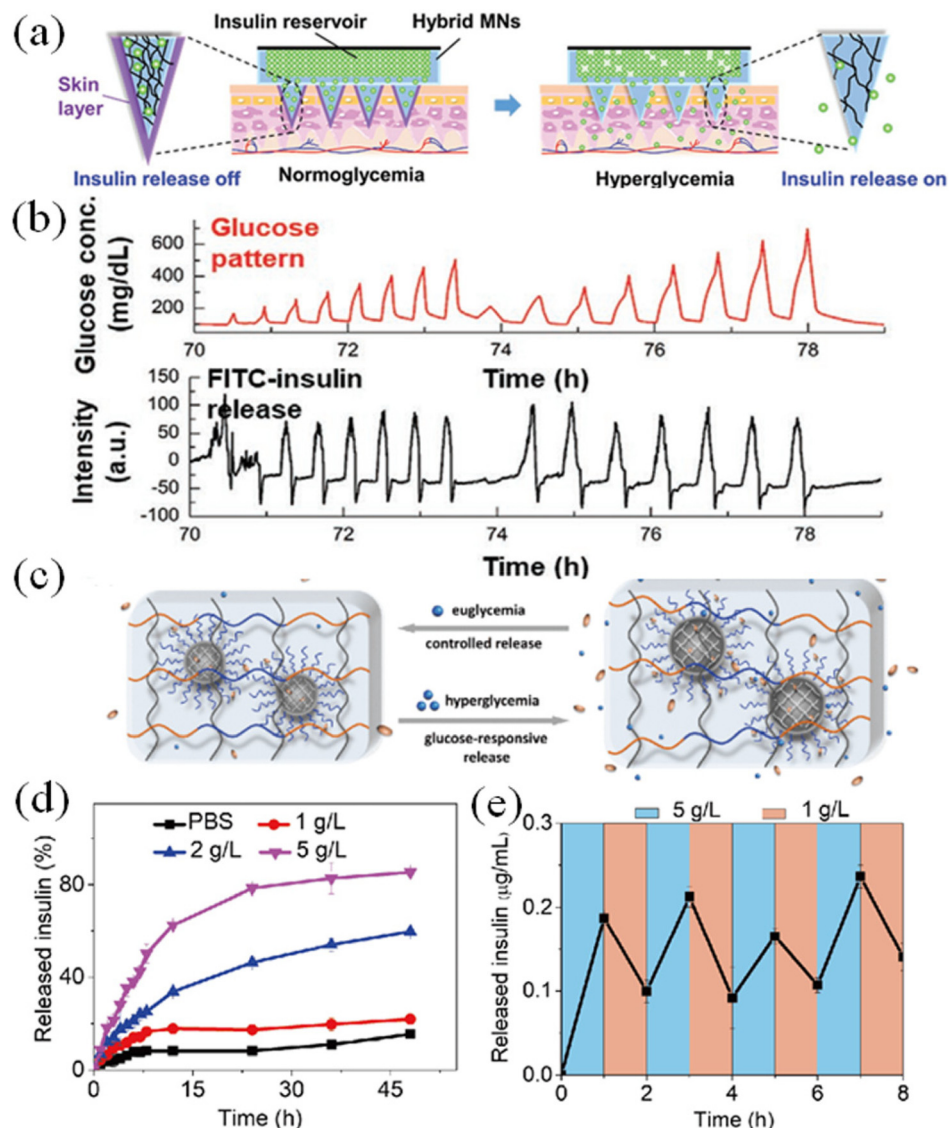 (a)
Insulin reservoir
Hybrid MNs
Skin
layer
Insulin release off
Normoglycemia
Hyperglycemia
Insulin release on
(b)
Glucose conc.
(mg/dL)
600
400
200
Glucose
pattern
70
72
74
76
78
Time (h)
Intensity
(a.u.)
150
100
50
0
-50
-100
FITC-insulin
release
70
72
74
76
78
Time (h)
(c)
euglycemia
controlled release
hyperglycemia
glucose-responsive
release
(d)
PBS
1 g/L
2 g/L
5 g/L
Released insulin (%)
80
40
0
0
15
30
45
Time (h)
(e)
5 g/L
1 g/L
Released insulin (μg/mL)
0.3
0.2
0.1
0.0
0
2
4
6
8
Time (h)